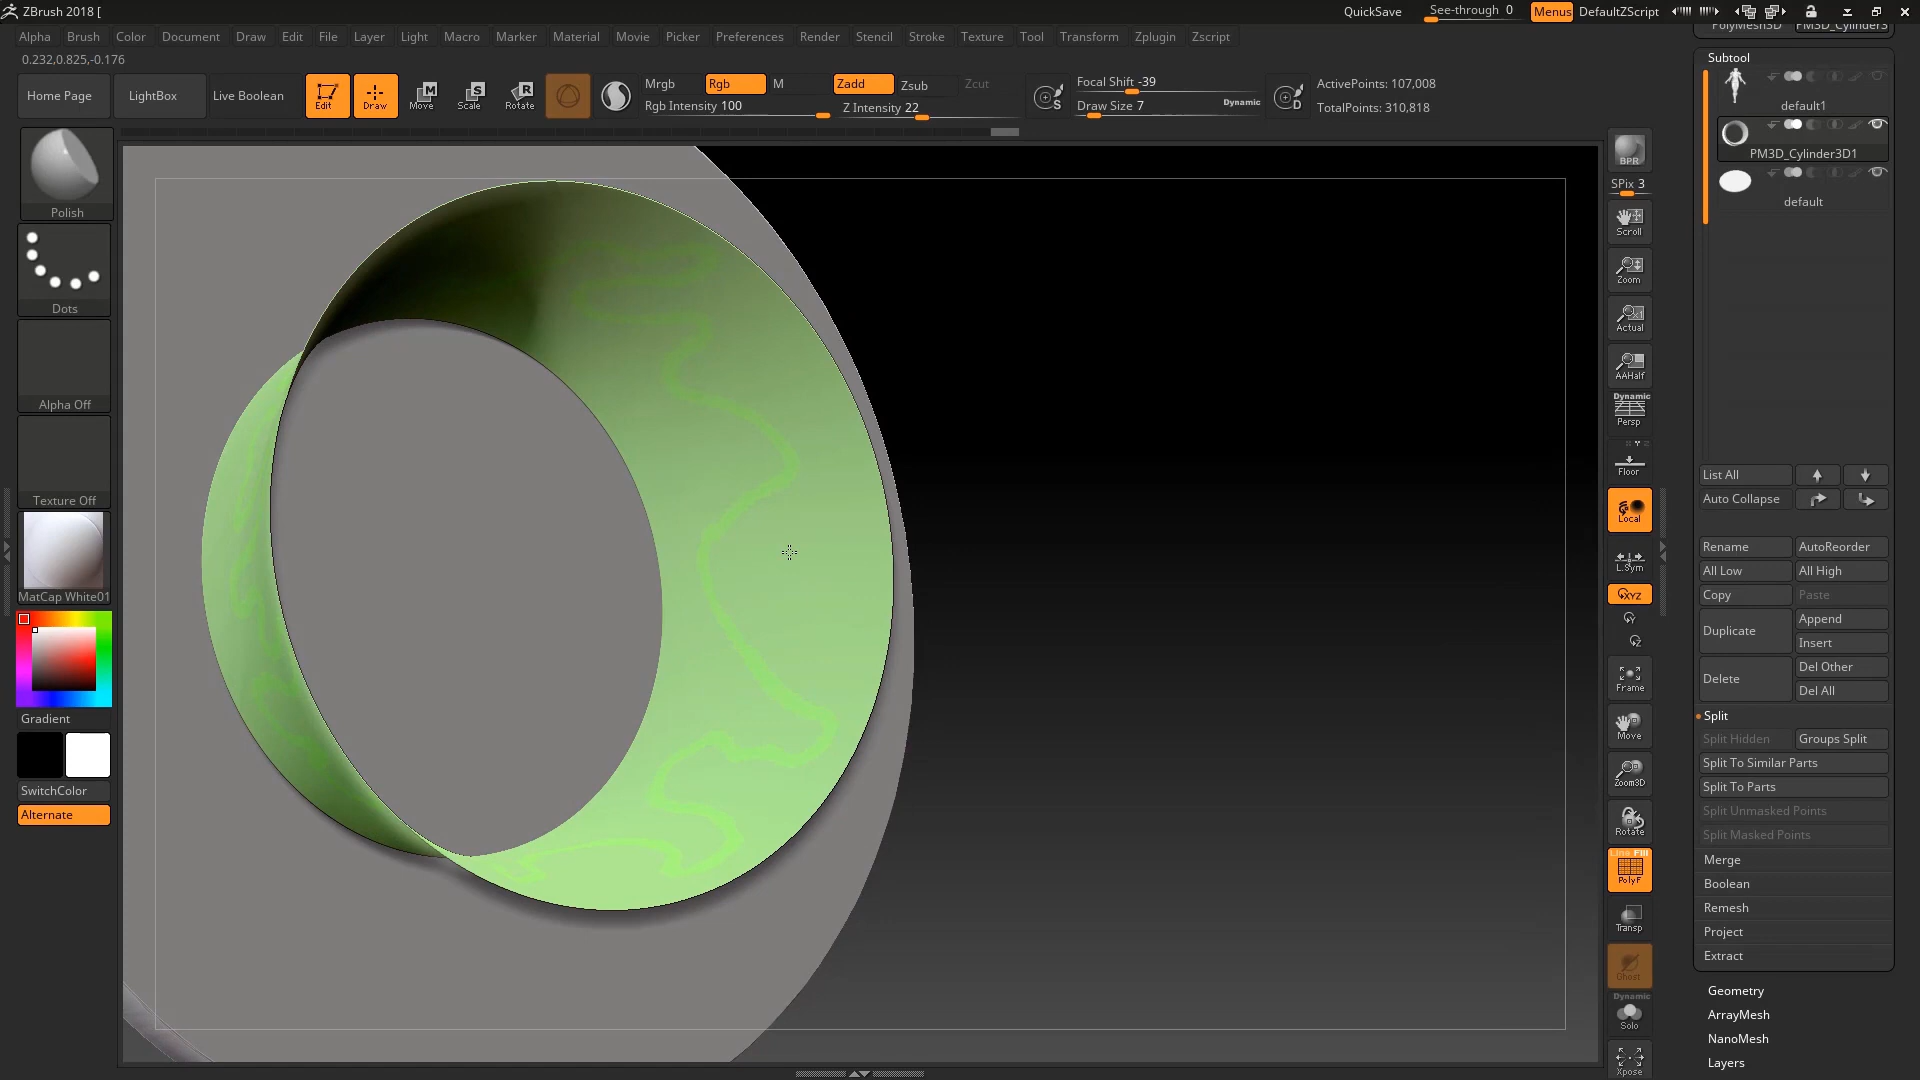 ZBrush 2018 [
QuickSave
See-through 0
Menus
DefaultZScript
Alpha Brush Color Document Draw Edit File Layer Light Macro Marker Material Movie Picker Preferences Render Stencil Stroke Texture Tool Transform Zplugin Zscript
0.232,0.825,-0.176
Home Page
LightBox
Live Boolean
Edit
Draw
Move
Scale
Rotate
Mrgb
Rgb
M
Zadd
Zsub
Zcut
Rgb Intensity 100
Z Intensity 22
Focal Shift -39
Draw Size 7
Dynamic
ActivePoints: 107,008
TotalPoints: 310,818
Polish
Dots
Alpha Off
Texture Off
MatCap White01
Gradient
SwitchColor
Alternate
BPR
SPix 3
Scroll
Zoom
Actual
AAHalf
Dynamic
Persp
Floor
Local
L.Sym
XYZ
Frame
Move
Zoom3D
Rotate
Line Fill
PolyF
Transp
Ghost
Dynamic
Solo
Xpose
PolyMesh3D
PM3D_Cylinder3
Subtool
default1
PM3D_Cylinder3D1
default
List All
Auto Collapse
Rename
AutoReorder
All Low
All High
Copy
Paste
Duplicate
Append
Insert
Delete
Del Other
Del All
Split
Split Hidden
Groups Split
Split To Similar Parts
Split To Parts
Split Unmasked Points
Split Masked Points
Merge
Boolean
Remesh
Project
Extract
Geometry
ArrayMesh
NanoMesh
Layers